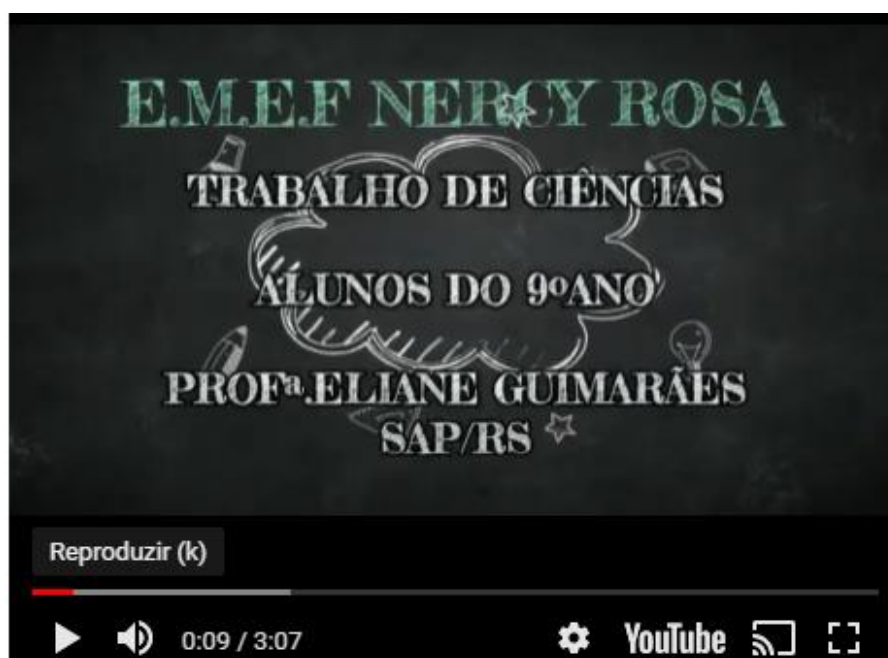 E.M.E.F NERCY ROSA
TRABALHO DE CIÊNCIAS
ALUNOS DO 9ºANO
PROFª.ELIANE GUIMARÃES
SAP/RS
Reproduzir (k)
0:09 / 3:07 YouTube